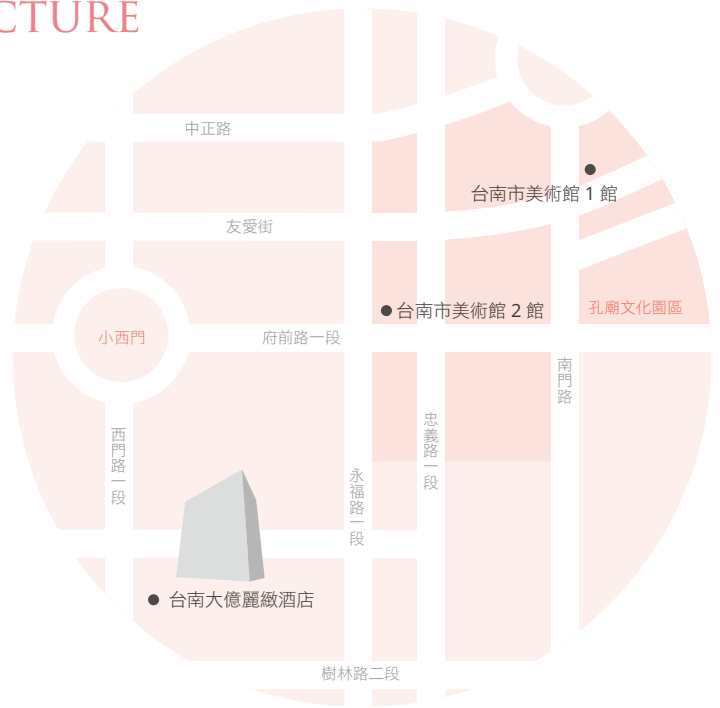 CTURE
中正路
台南市美術館 1 館
友愛街
台南市美術館 2 館
孔廟文化園區
小西門
府前路一段
南門路
忠義路一段
西門路一段
永福路一段
台南大億麗緻酒店
樹林路二段